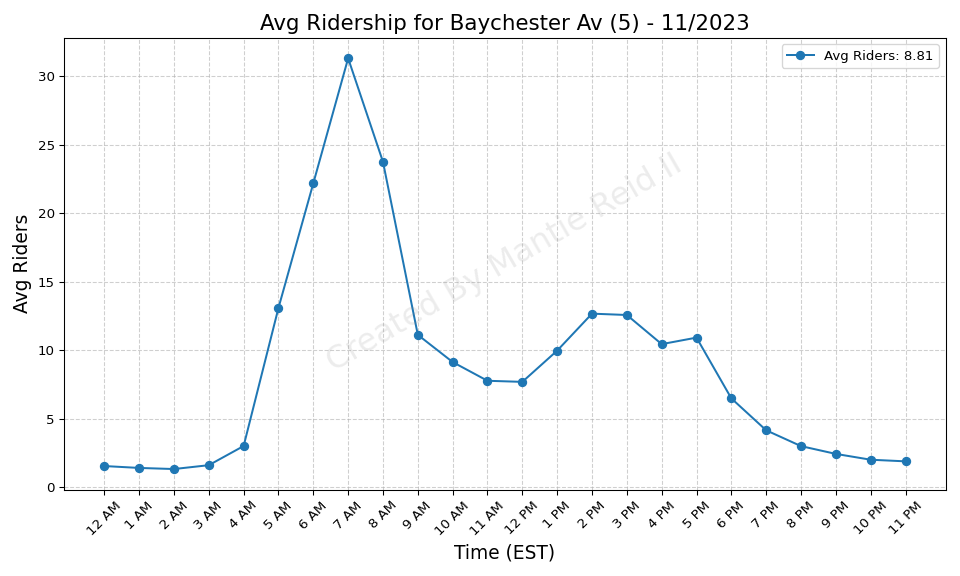 Avg Ridership for Baychester Av (5) - 11/2023
Avg Riders: 8.81
30
25
20
15
10
5
0
Avg Riders
Created By Mantie Reid II
12 AM
1 AM
2 AM
3 AM
4 AM
5 AM
6 AM
7 AM
8 AM
9 AM
10 AM
11 AM
12 PM
1 PM
2 PM
3 PM
4 PM
5 PM
6 PM
7 PM
8 PM
9 PM
10 PM
11 PM
Time (EST)